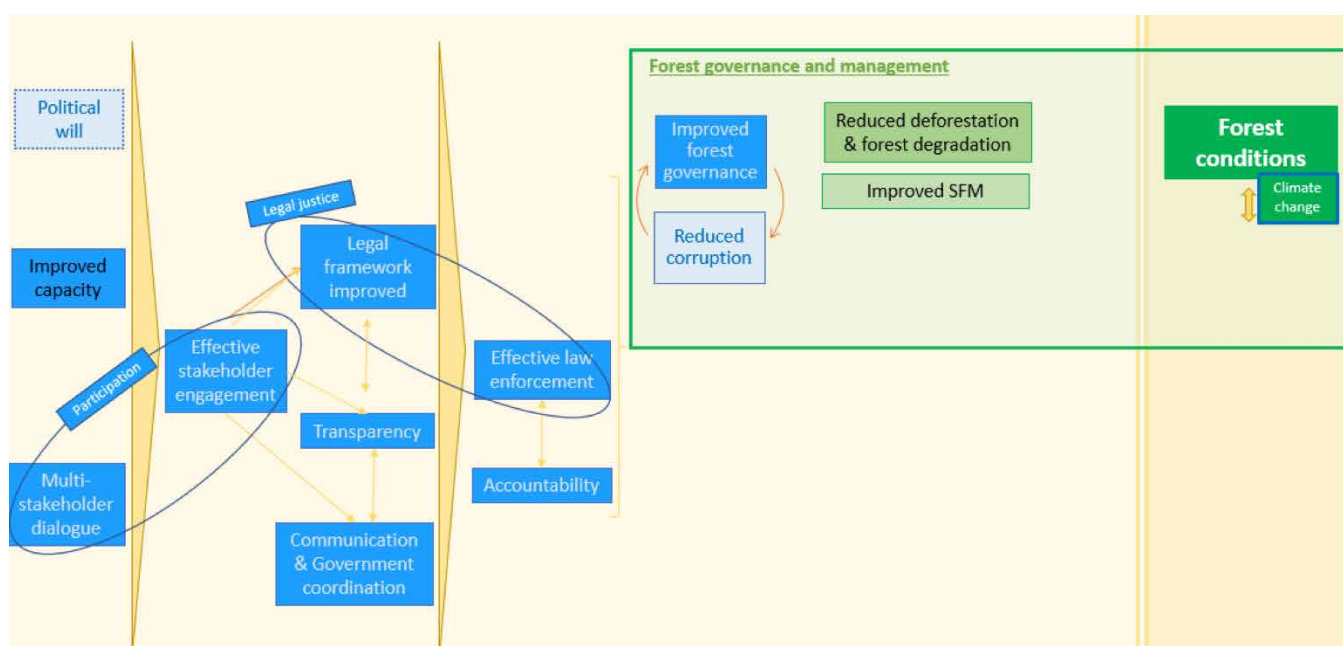 Forest governance and management
Political
will
Improved
forest
governance
Reduced deforestation
& forest degradation
Forest
conditions
Improved SFM
Climate
change
Legal justice
Reduced
corruption
Legal
framework
improved
Improved
capacity
Effective
stakeholder
engagement
Effective law
enforcement
Participation
Transparency
Accountability
Multi-
stakeholder
dialogue
Communication
& Government
coordination